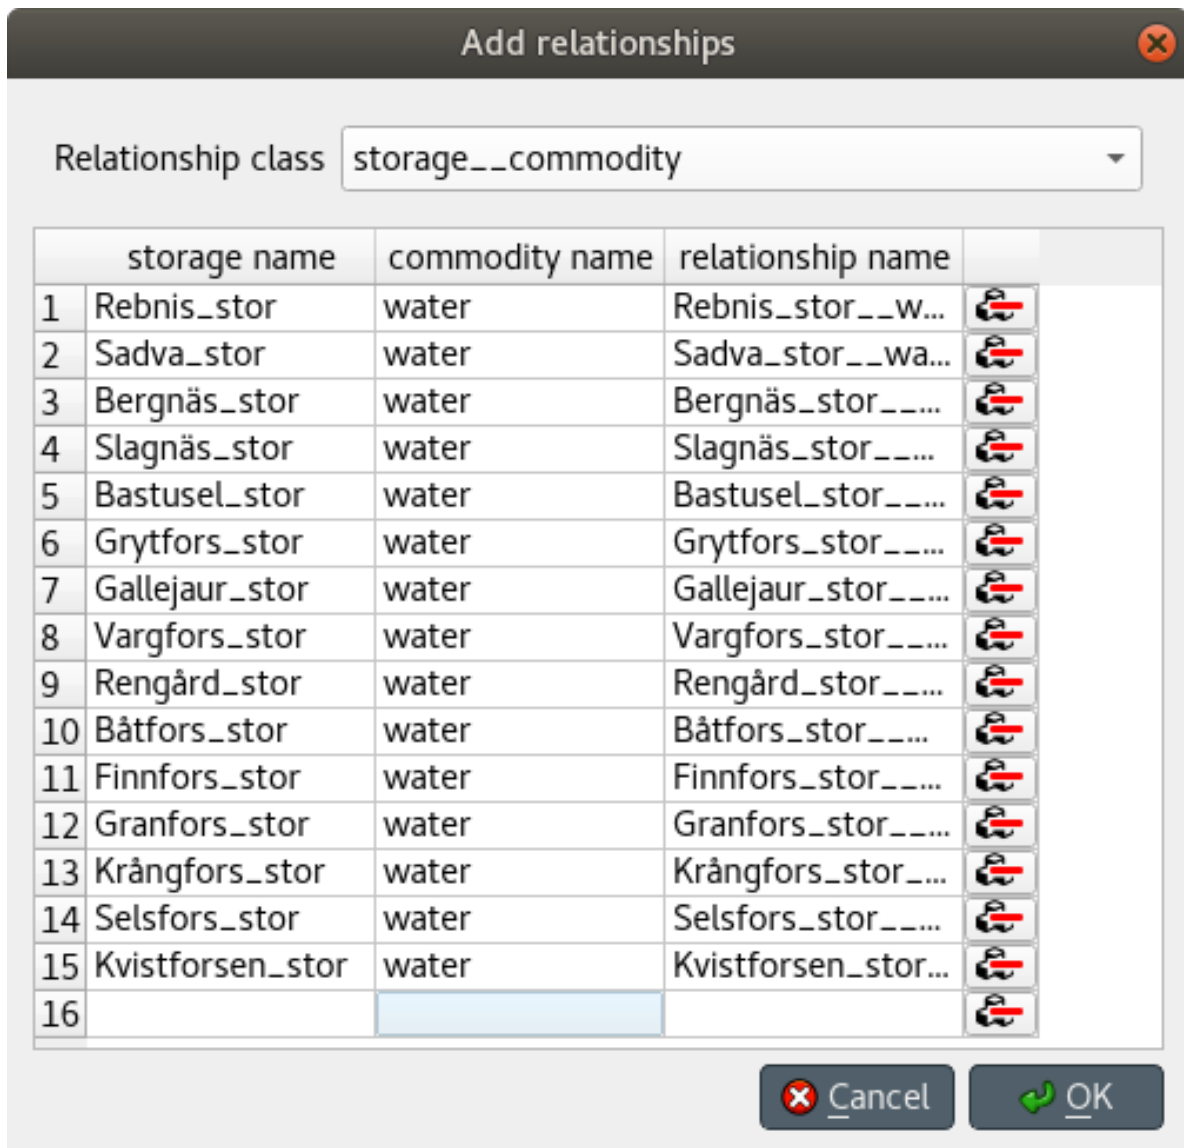 Add relationships
Relationship class storage__commodity
storage name commodity name relationship name
1 Rebnis_stor water Rebnis_stor__w...
2 Sadva_stor water Sadva_stor__wa...
3 Bergnäs_stor water Bergnäs_stor__...
4 Slagnäs_stor water Slagnäs_stor__...
5 Bastusel_stor water Bastusel_stor__...
6 Grytfors_stor water Grytfors_stor__...
7 Gallejaur_stor water Gallejaur_stor__...
8 Vargfors_stor water Vargfors_stor__...
9 Rengård_stor water Rengård_stor__...
10 Båtfors_stor water Båtfors_stor__...
11 Finnfors_stor water Finnfors_stor__...
12 Granfors_stor water Granfors_stor__...
13 Krångfors_stor water Krångfors_stor_...
14 Selsfors_stor water Selsfors_stor__...
15 Kvistforsen_stor water Kvistforsen_stor...
16
Cancel OK